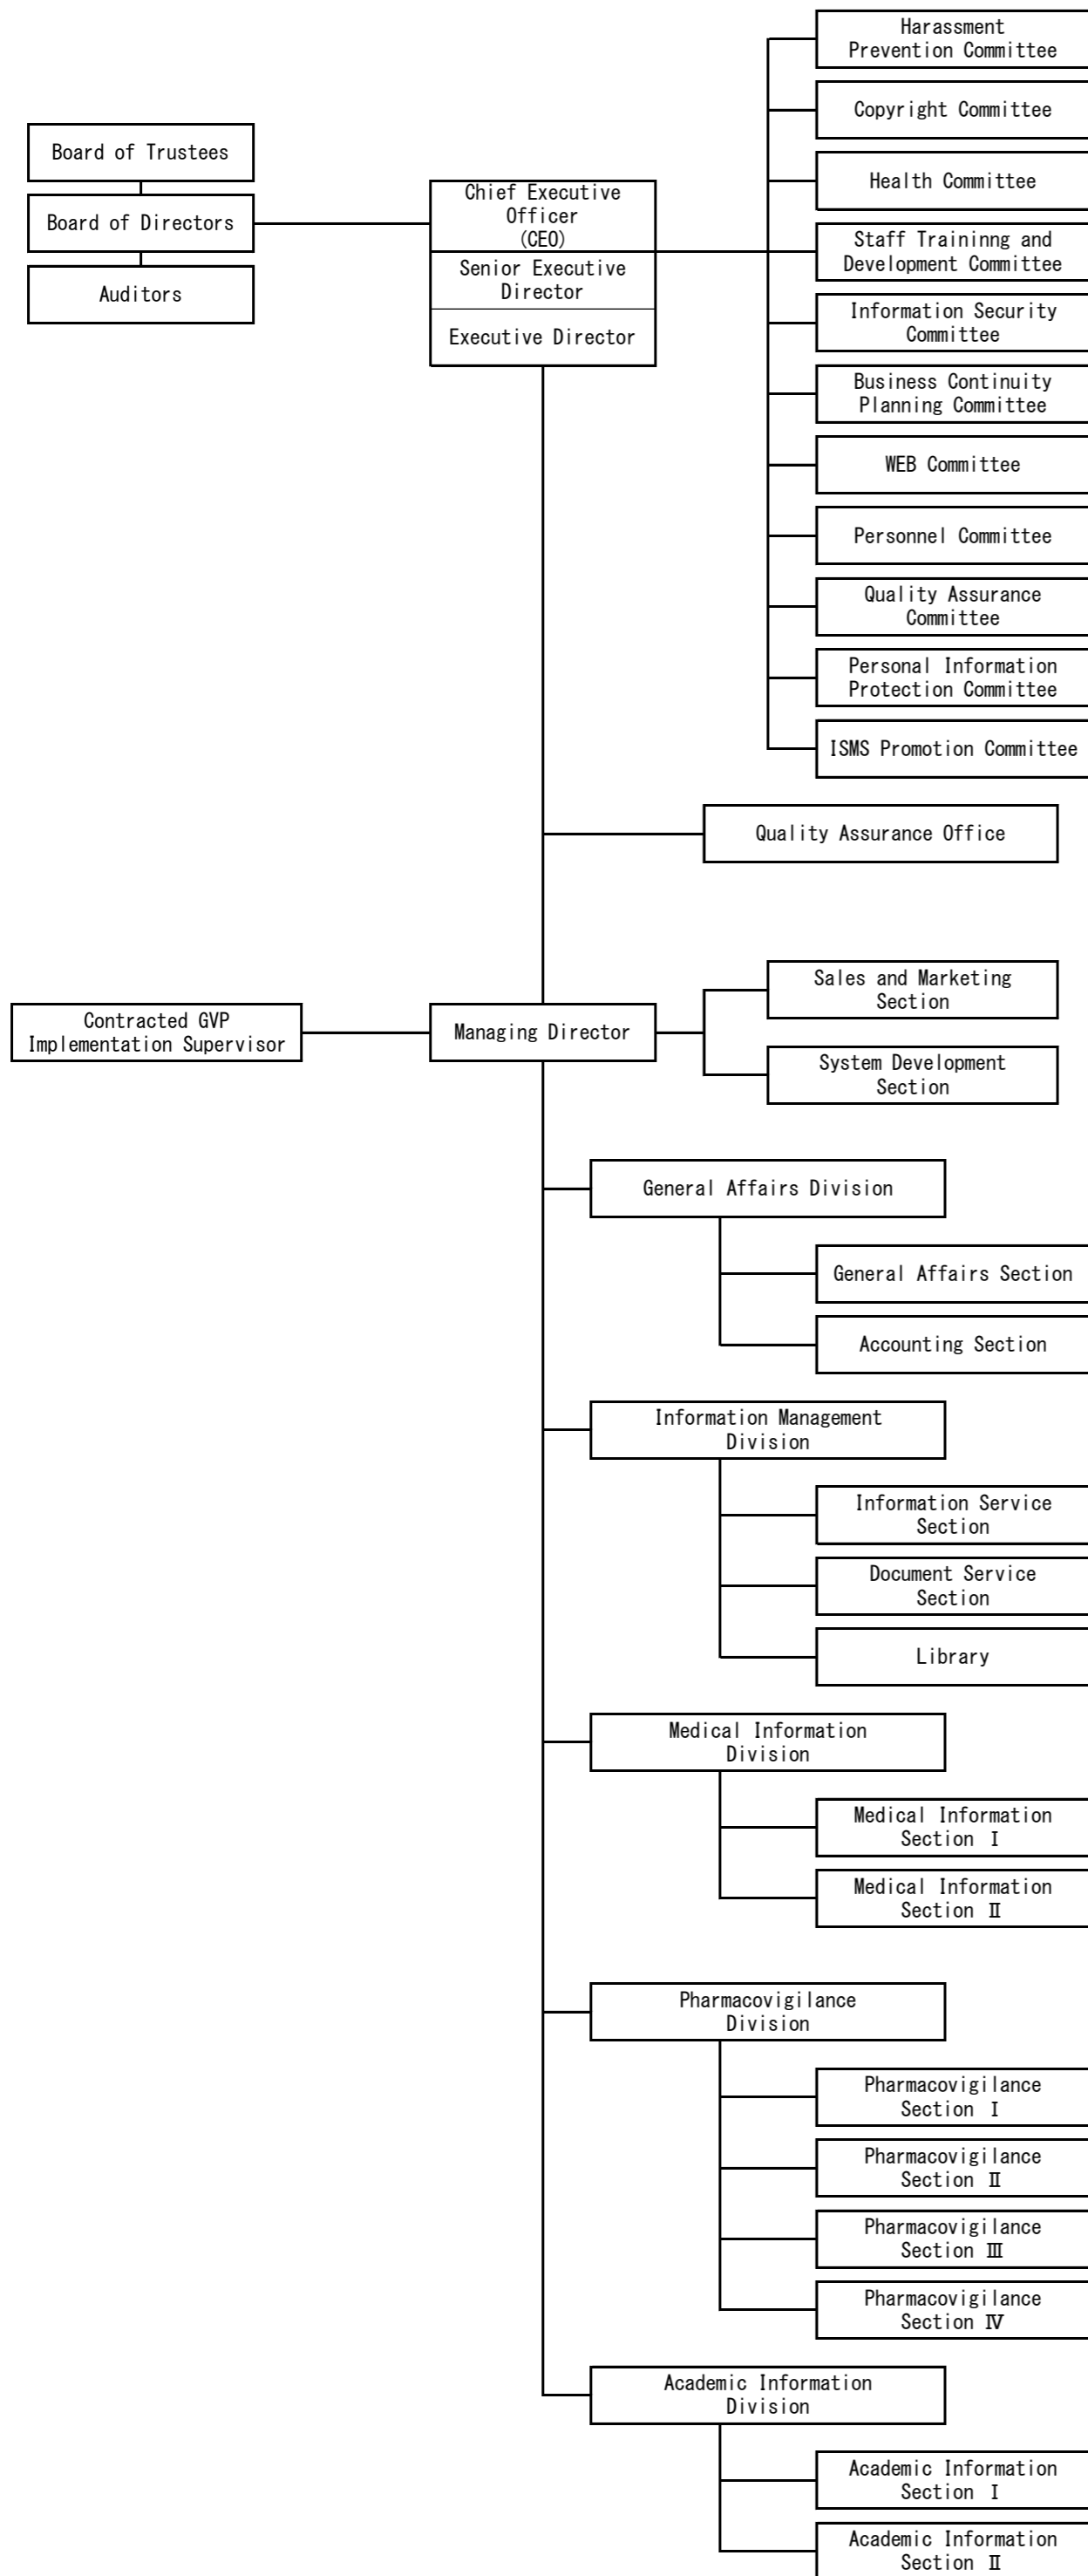 Harassment
Prevention Committee
Copyright Committee
Board of Trustees
Health Committee
Chief Executive
Officer
(CEO)
Board of Directors
Staff Traininng and
Development Committee
Senior Executive
Director
Auditors
Information Security
Committee
Executive Director
Business Continuity
Planning Committee
WEB Committee
Personnel Committee
Quality Assurance
Committee
Personal Information
Protection Committee
ISMS Promotion Committee
Quality Assurance Office
Sales and Marketing
Section
Contracted GVP
Implementation Supervisor
Managing Director
System Development
Section
General Affairs Division
General Affairs Section
Accounting Section
Information Management
Division
Information Service
Section
Document Service
Section
Library
Medical Information
Division
Medical Information
Section Ⅰ
Medical Information
Section Ⅱ
Pharmacovigilance
Division
Pharmacovigilance
Section Ⅰ
Pharmacovigilance
Section Ⅱ
Pharmacovigilance
Section Ⅲ
Pharmacovigilance
Section Ⅳ
Academic Information
Division
Academic Information
Section Ⅰ
Academic Information
Section Ⅱ